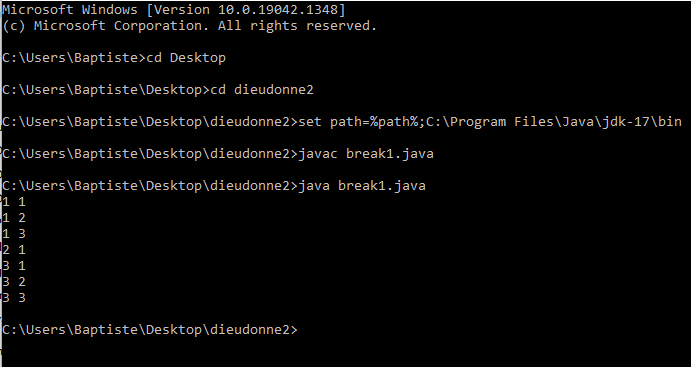 Microsoft Windows [Version 10.0.19042.1348]
(c) Microsoft Corporation. All rights reserved.
C:\Users\Baptiste>cd Desktop
C:\Users\Baptiste\Desktop>cd dieudonne2
C:\Users\Baptiste\Desktop\dieudonne2>set path=%path%;C:\Program Files\Java\jdk-17\bin
C:\Users\Baptiste\Desktop\dieudonne2>javac break1.java
C:\Users\Baptiste\Desktop\dieudonne2>java break1.java
1 1
1 2
1 3
2 1
3 1
3 2
3 3
C:\Users\Baptiste\Desktop\dieudonne2>